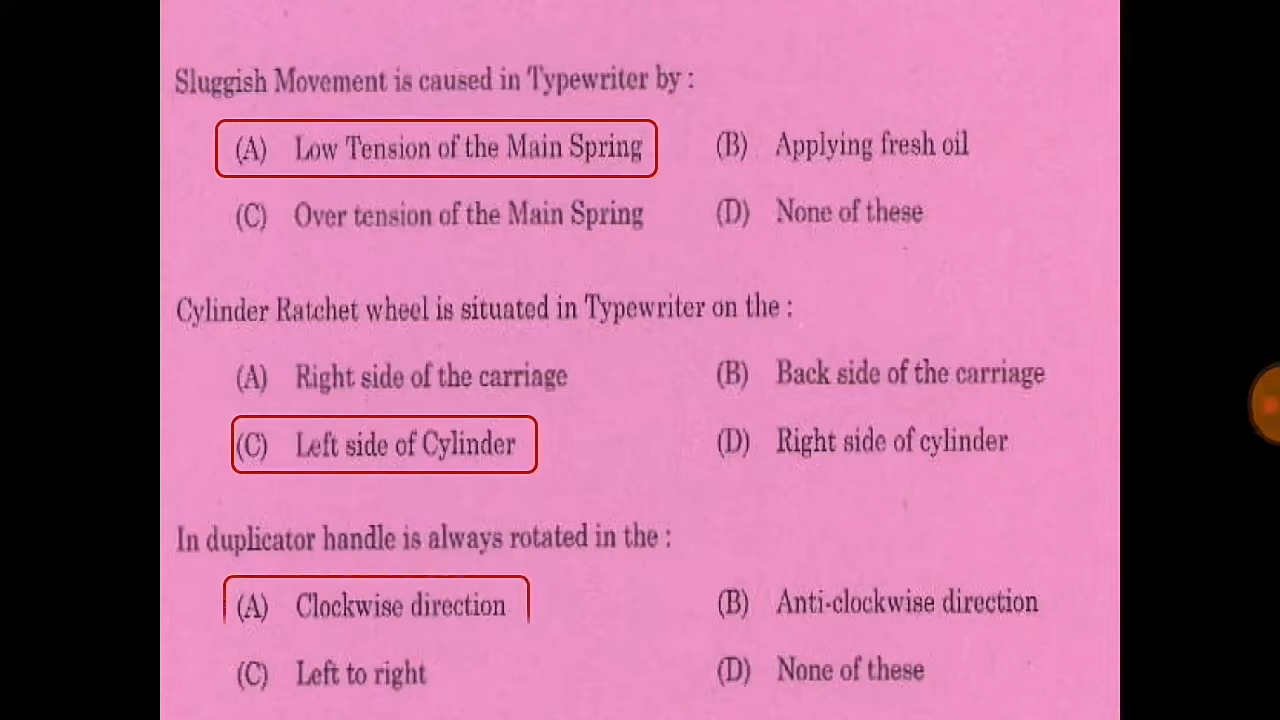 Sluggish Movement is caused in Typewriter by :
(A) Low Tension of the Main Spring (B) Applying fresh oil
(C) Over tension of the Main Spring (D) None of these
Cylinder Ratchet wheel is situated in Typewriter on the :
(A) Right side of the carriage (B) Back side of the carriage
(C) Left side of Cylinder (D) Right side of cylinder
In duplicator handle is always rotated in the :
(A) Clockwise direction (B) Anti-clockwise direction
(C) Left to right (D) None of these